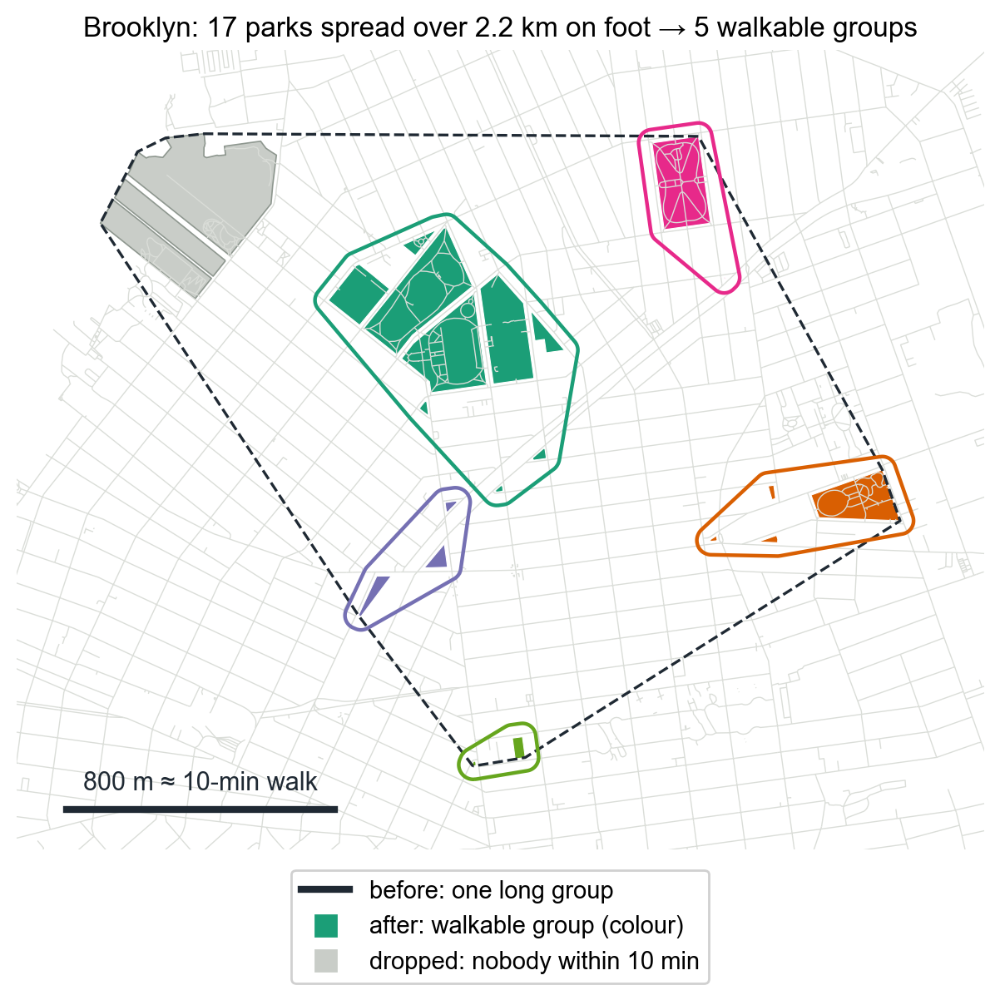 Brooklyn: 17 parks spread over 2.2 km on foot → 5 walkable groups
800 m ≈ 10-min walk
before: one long group
after: walkable group (colour)
dropped: nobody within 10 min